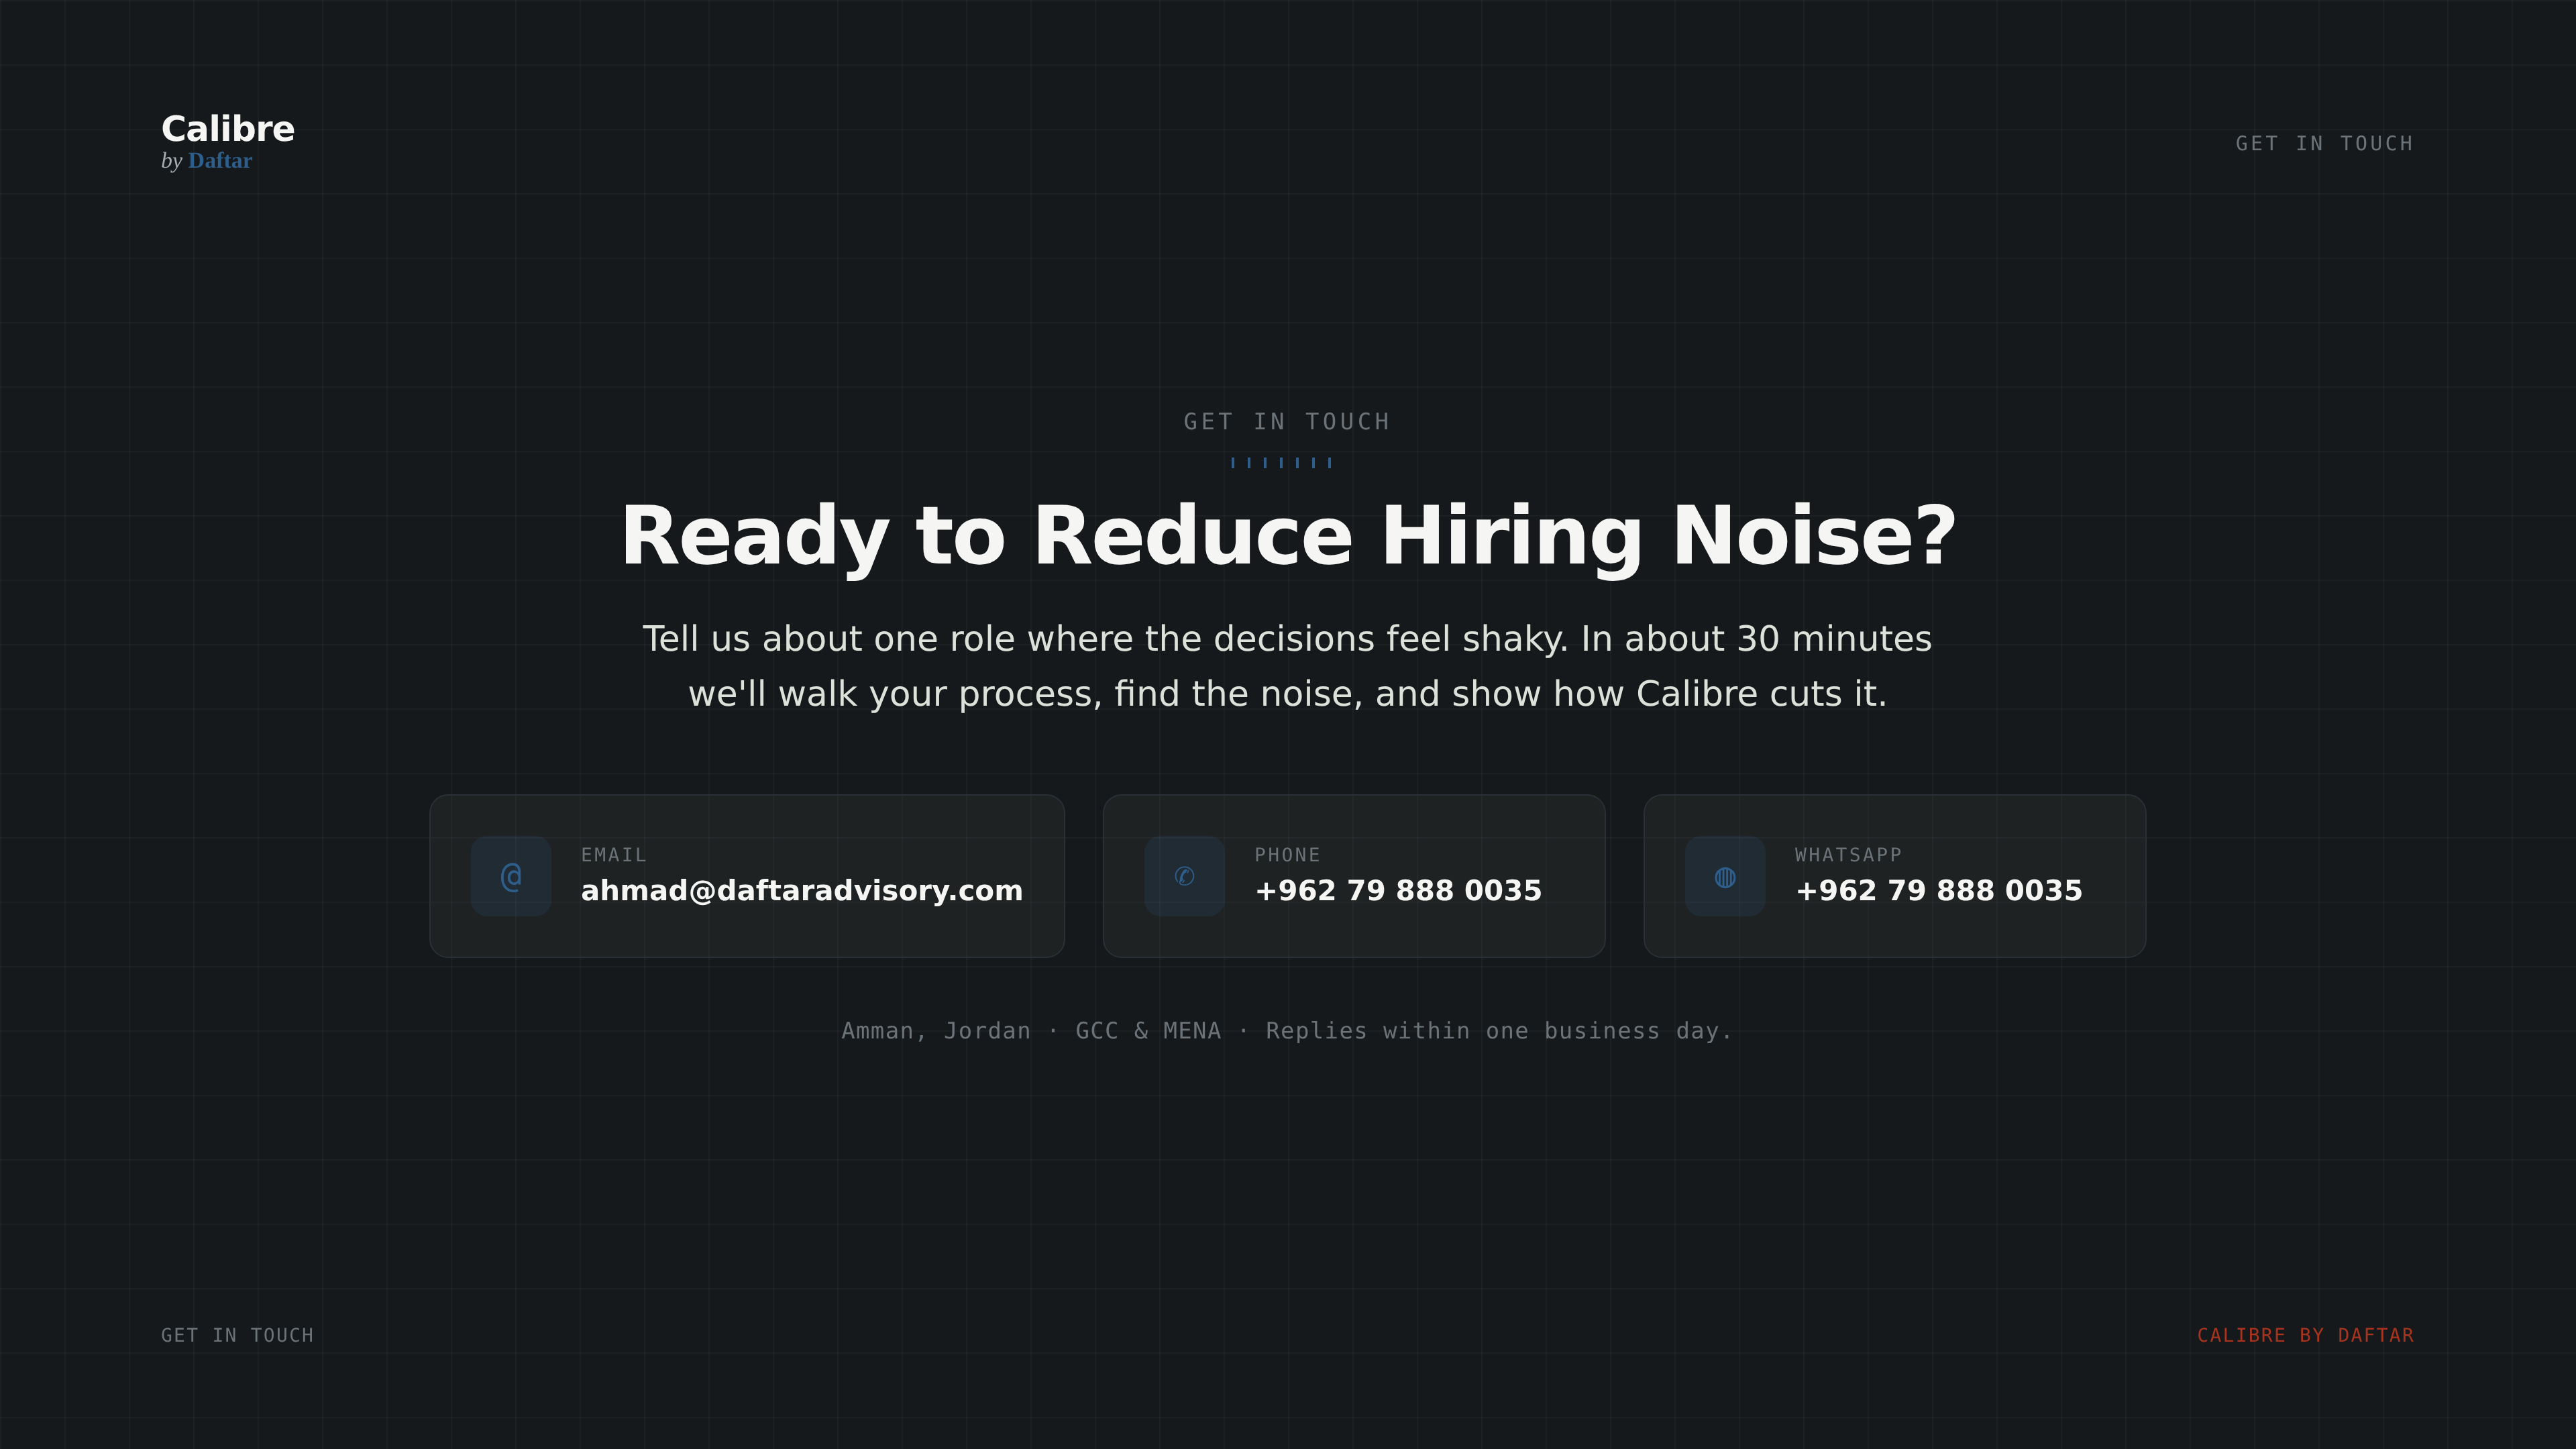 Calibre
by Daftar
GET IN TOUCH
GET IN TOUCH
Ready to Reduce Hiring Noise?
Tell us about one role where the decisions feel shaky. In about 30 minutes
we'll walk your process, find the noise, and show how Calibre cuts it.
@
EMAIL
ahmad@daftaradvisory.com
PHONE
+962 79 888 0035
WHATSAPP
+962 79 888 0035
Amman, Jordan · GCC & MENA · Replies within one business day.
GET IN TOUCH
CALIBRE BY DAFTAR